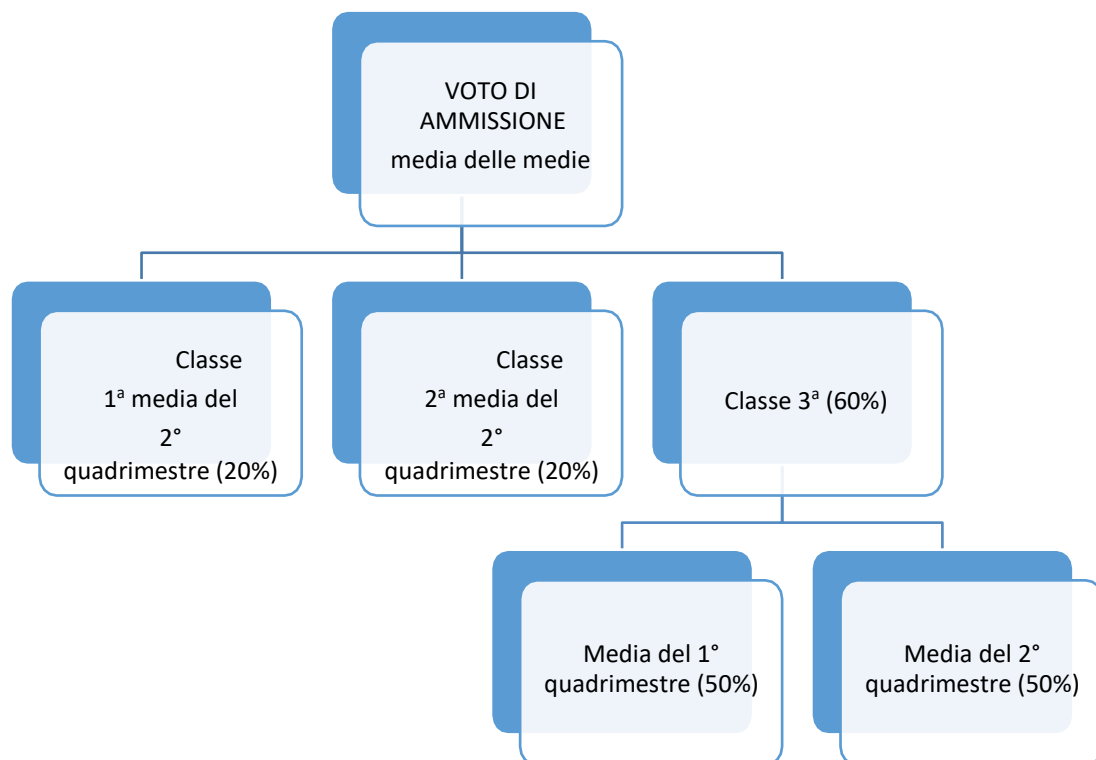 VOTO DI
AMMISSIONE
media delle medie
Classe
1ª media del
2°
quadrimestre (20%)
Classe
2ª media del
2°
quadrimestre (20%)
Classe 3ª (60%)
Media del 1°
quadrimestre (50%)
Media del 2°
quadrimestre (50%)